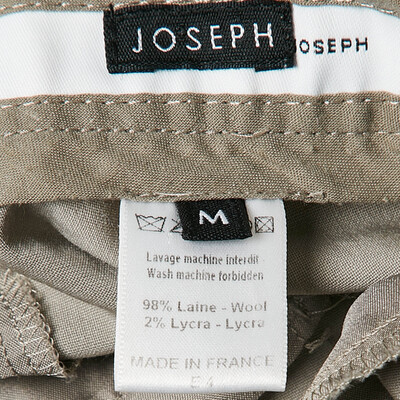 JOSEPH JOSEPH
M
Lavage machine interdit
Wash machine forbidden
98% Laine - Wool
2% Lycra - Lycra
MADE IN FRANCE